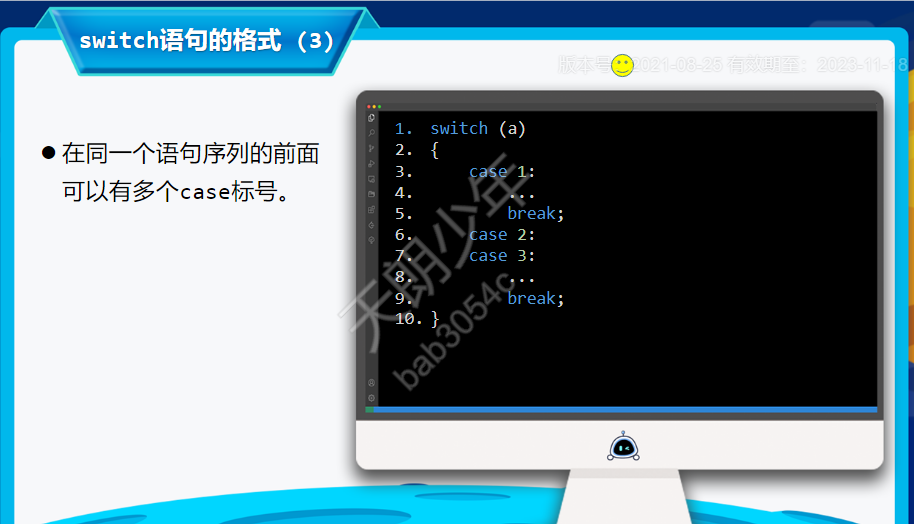 switch语句的格式（3）
版本号 2021-08-25 有效期至：2023-11-18
●在同一个语句序列的前面
可以有多个case标号。
1. switch (a)
2. {
3. case 1:
4. ...
5. break;
6. case 2:
7. case 3:
8. ...
9. break;
10. }
天朗少年
bab3054c